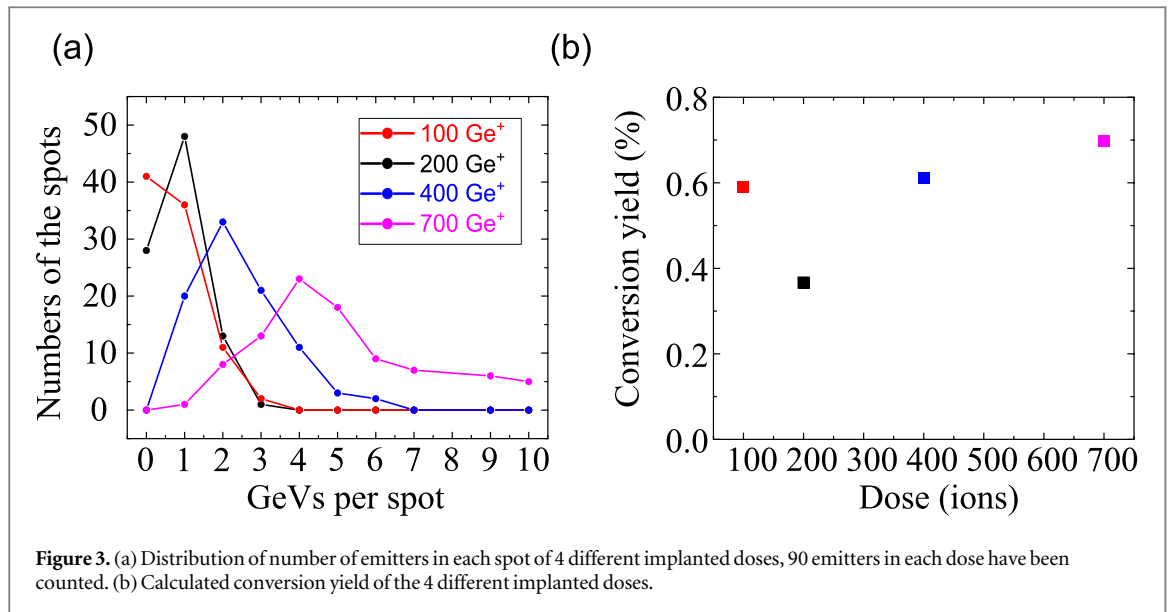 (a)
(b)
50
40
30
20
10
0
Numbers of the spots
100 Ge⁺
200 Ge⁺
400 Ge⁺
700 Ge⁺
0 1 2 3 4 5 6 7 8 9 10
GeVs per spot
0.8
0.6
0.4
0.2
0.0
Conversion yield (%)
100 200 300 400 500 600 700
Dose (ions)
Figure 3. (a) Distribution of number of emitters in each spot of 4 different implanted doses, 90 emitters in each dose have been
counted. (b) Calculated conversion yield of the 4 different implanted doses.